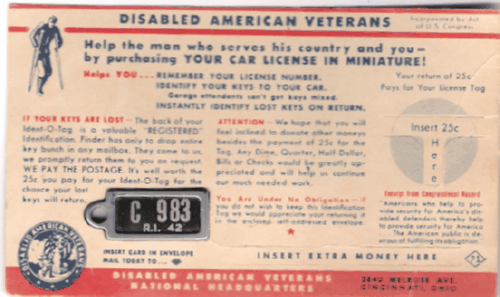 DISABLED AMERICAN VETERANS
Incorporated by Act
of U. S. Congress
Help the man who serves his country and you—
by purchasing YOUR CAR LICENSE IN MINIATURE!
Helps YOU...
REMEMBER YOUR LICENSE NUMBER.
IDENTIFY YOUR KEYS TO YOUR CAR.
Garage attendants can't get keys mixed.
INSTANTLY IDENTIFY LOST KEYS ON RETURN.
Your return of 25c
Pays for Your License Tag
IF YOUR KEYS ARE LOST — The back of your
Ident-O-Tag is a valuable "REGISTERED"
Identification. Finder has only to drop entire
key bunch in any mailbox. They come to us,
we promptly return them to you on request.
WE PAY THE POSTAGE. It's well worth the
25c you pay for your Ident-O-Tag for the
chance your lost
keys will return.
ATTENTION — We hope that you will
feel inclined to donate other moneys
besides the payment of 25c for the
Tag. Any Dime, Quarter, Half Dollar,
Bills or Checks would be greatly ap-
preciated and will help us continue
our much needed work.
You Are Under No Obligation — if
you do not wish to keep this Identification
Tag we would appreciate your returning it
in the enclosed self-addressed envelope.
Insert 25c
Here
Excerpt from Congressional Record
"Americans who help to pro-
vide security for America's dis-
abled defenders thereby help
to provide security for America
The American public is desir-
ous of fulfilling its obligation."
C 983
R.I. 42
DISABLED AMERICAN VETERANS
INSERT CARD IN ENVELOPE
MAIL TODAY TO...
INSERT EXTRA MONEY HERE
DISABLED AMERICAN VETERANS
NATIONAL HEADQUARTERS
2840 MELROSE AVE.
CINCINNATI, OHIO